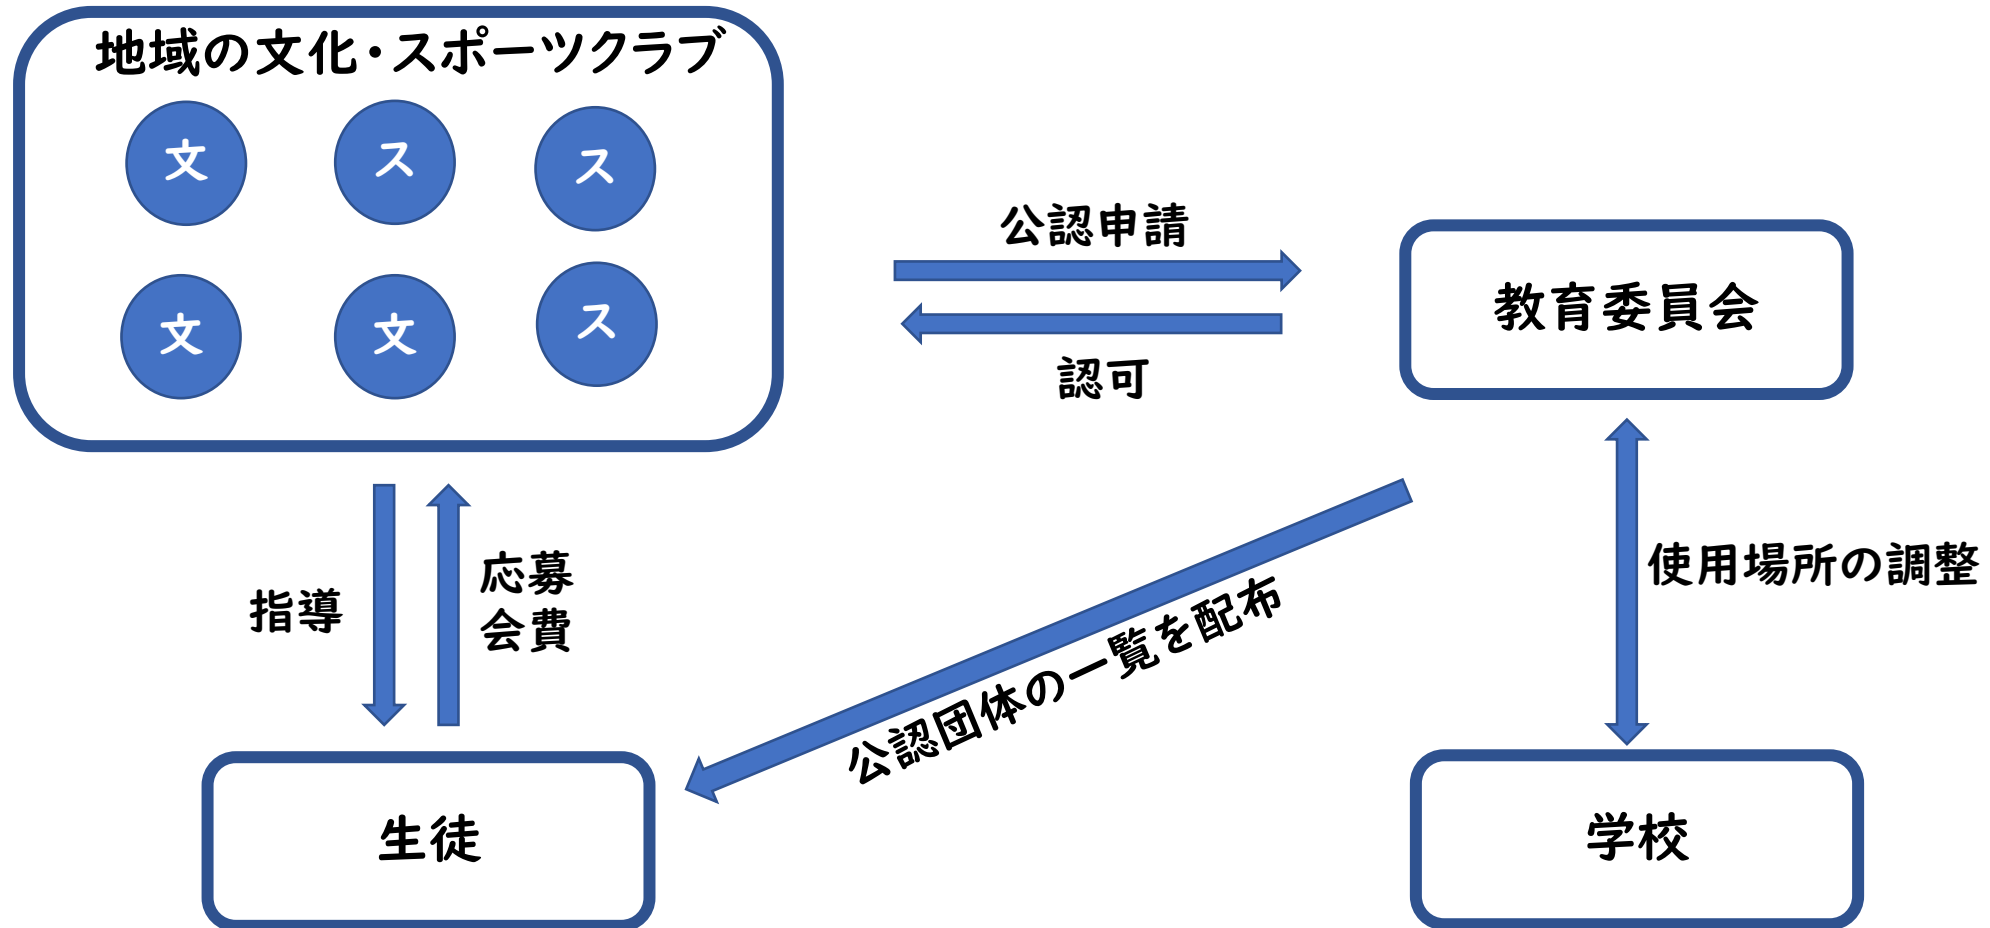 地域の文化・スポーツクラブ
文
ス
ス
文
文
ス
公認申請
認可
教育委員会
指導
応募
会費
公認団体の一覧を配布
使用場所の調整
生徒
学校